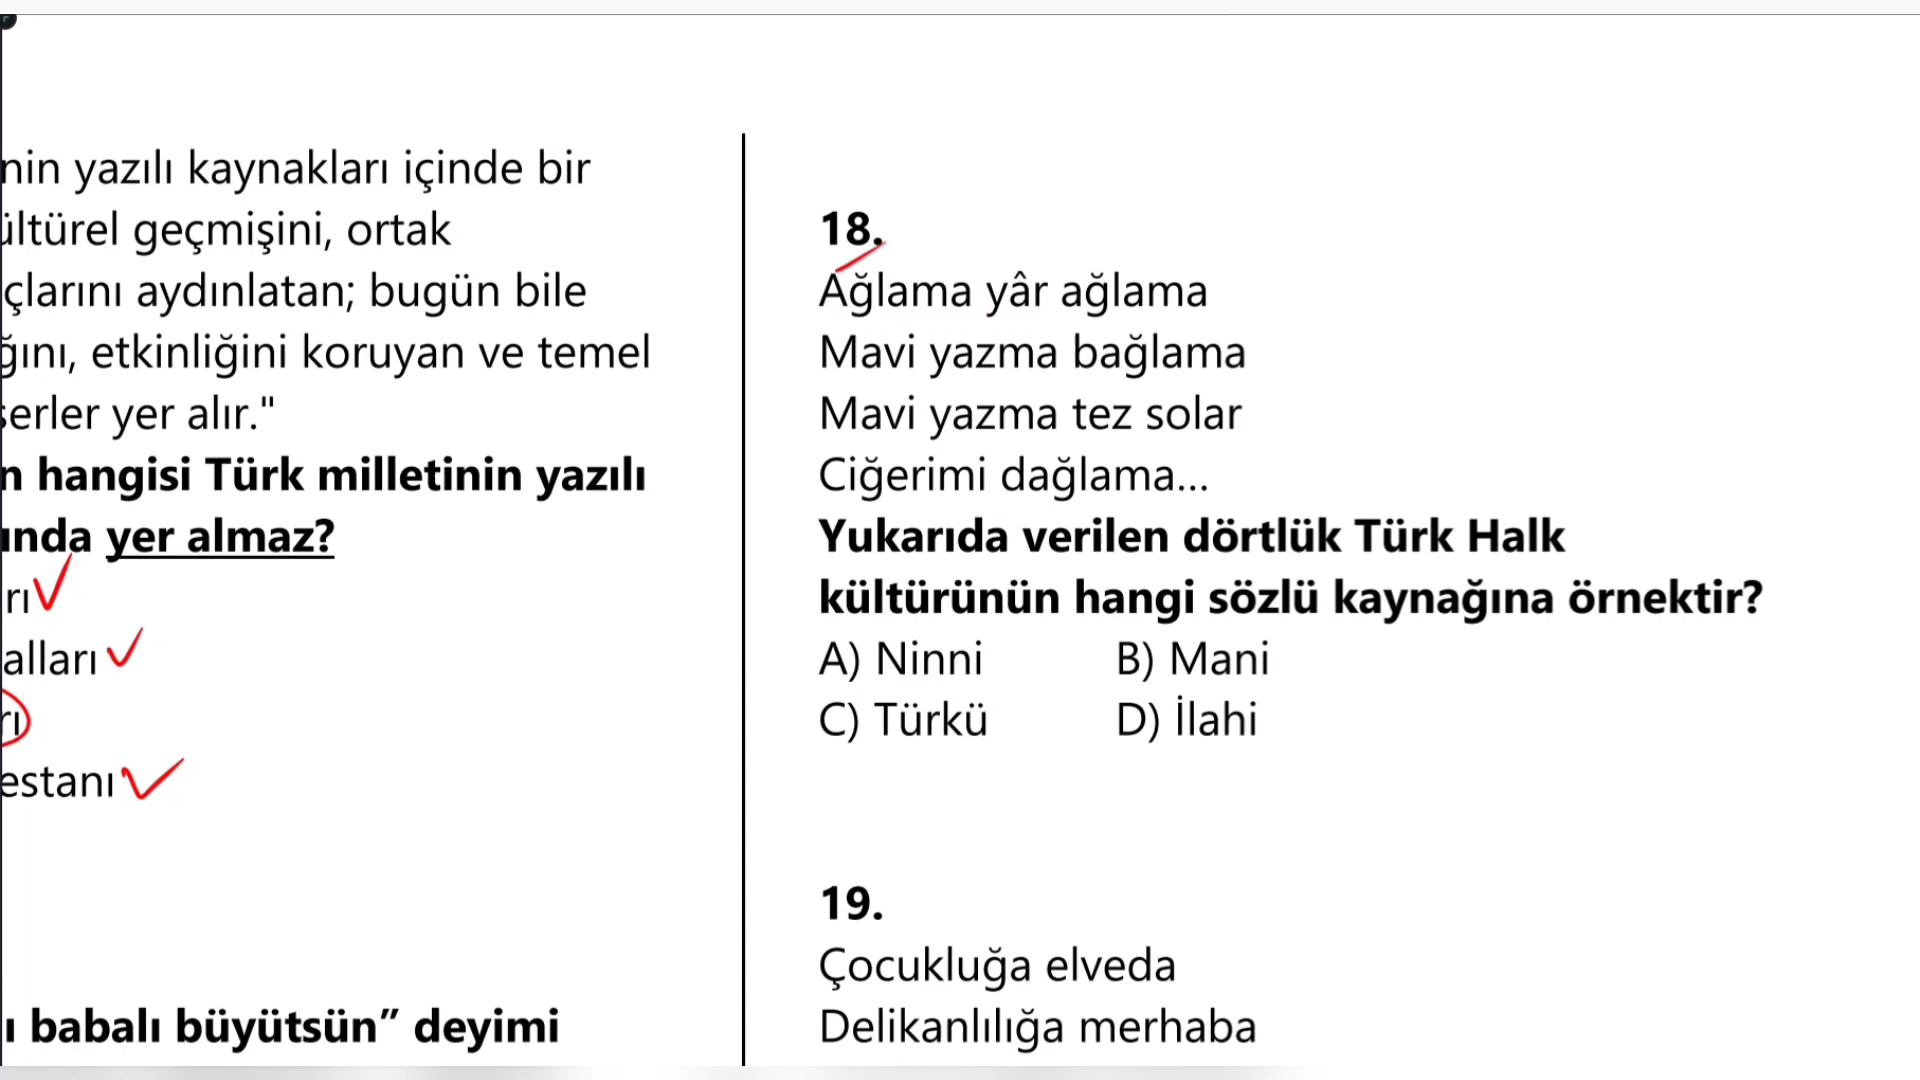 nin yazılı kaynakları içinde bir
ültürel geçmişini, ortak
çlarını aydınlatan; bugün bile
ğını, etkinliğini koruyan ve temel
serler yer alır."
n hangisi Türk milletinin yazılı
ında yer almaz?
rı
alları
rı
estanı
ı babalı büyütsün” deyimi
18.
Ağlama yâr ağlama
Mavi yazma bağlama
Mavi yazma tez solar
Ciğerimi dağlama...
Yukarıda verilen dörtlük Türk Halk
kültürünün hangi sözlü kaynağına örnektir?
A) Ninni B) Mani
C) Türkü D) İlahi
19.
Çocukluğa elveda
Delikanlılığa merhaba